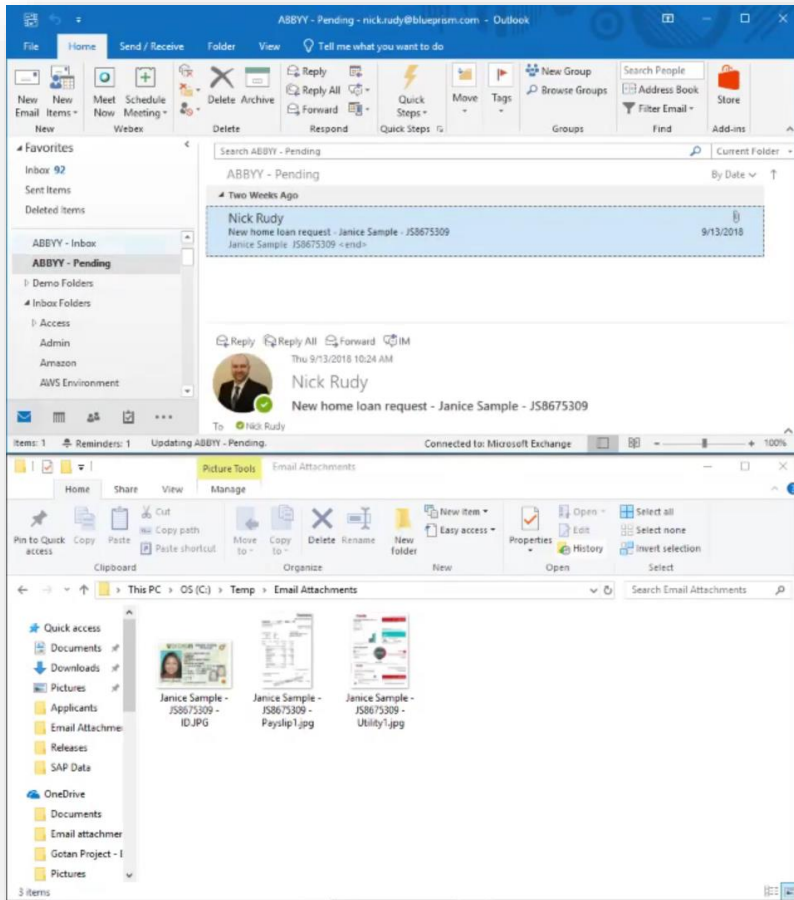 ABBYY - Pending - nick.rudy@blueprism.com - Outlook
File Home Send / Receive Folder View Tell me what you want to do
New Email New Items Meet Now Schedule Meeting Delete Archive Reply Reply All Forward Quick Steps Move Tags New Group Browse Groups Search People Address Book Filter Email Store
New Webex Delete Respond Quick Steps Groups Find Add-ins
Favorites
Inbox 92
Sent Items
Deleted Items
ABBYY - Inbox
ABBYY - Pending
Demo Folders
Inbox Folders
Access
Admin
Amazon
AWS Environment
Search ABBYY - Pending Current Folder
ABBYY - Pending By Date
Two Weeks Ago
Nick Rudy
New home loan request - Janice Sample - JS8675309 9/13/2018
Janice Sample JS8675309 <end>
Reply Reply All Forward IM
Thu 9/13/2018 10:24 AM
Nick Rudy
New home loan request - Janice Sample - JS8675309
To Nick Rudy
Items: 1 Reminders: 1 Updating ABBYY - Pending. Connected to: Microsoft Exchange 100%
Picture Tools Email Attachments
Home Share View Manage
Pin to Quick access Copy Paste Cut Copy path Paste shortcut Move to Copy to Delete Rename New folder New item Easy access Properties Open Edit History Select all Select none Invert selection
Clipboard Organize New Open Select
This PC > OS (C:) > Temp > Email Attachments Search Email Attachments
Quick access
Documents
Downloads
Pictures
Applicants
Email Attachme
Releases
SAP Data
OneDrive
Documents
Email attachmer
Gotan Project - l
Pictures
Janice Sample - JS8675309 - ID.JPG
Janice Sample - JS8675309 - Payslip1.jpg
Janice Sample - JS8675309 - Utility1.jpg
3 items